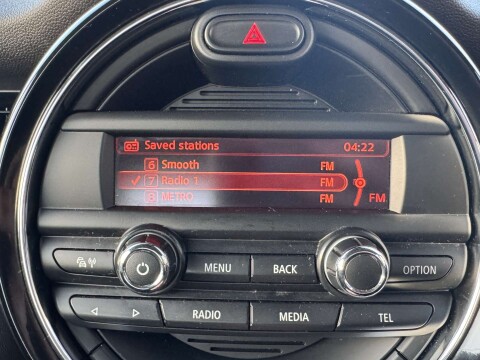 Saved stations 04:22
6 Smooth FM
7 Radio 1 FM
8 METRO FM
FM
MENU BACK OPTION
RADIO MEDIA TEL